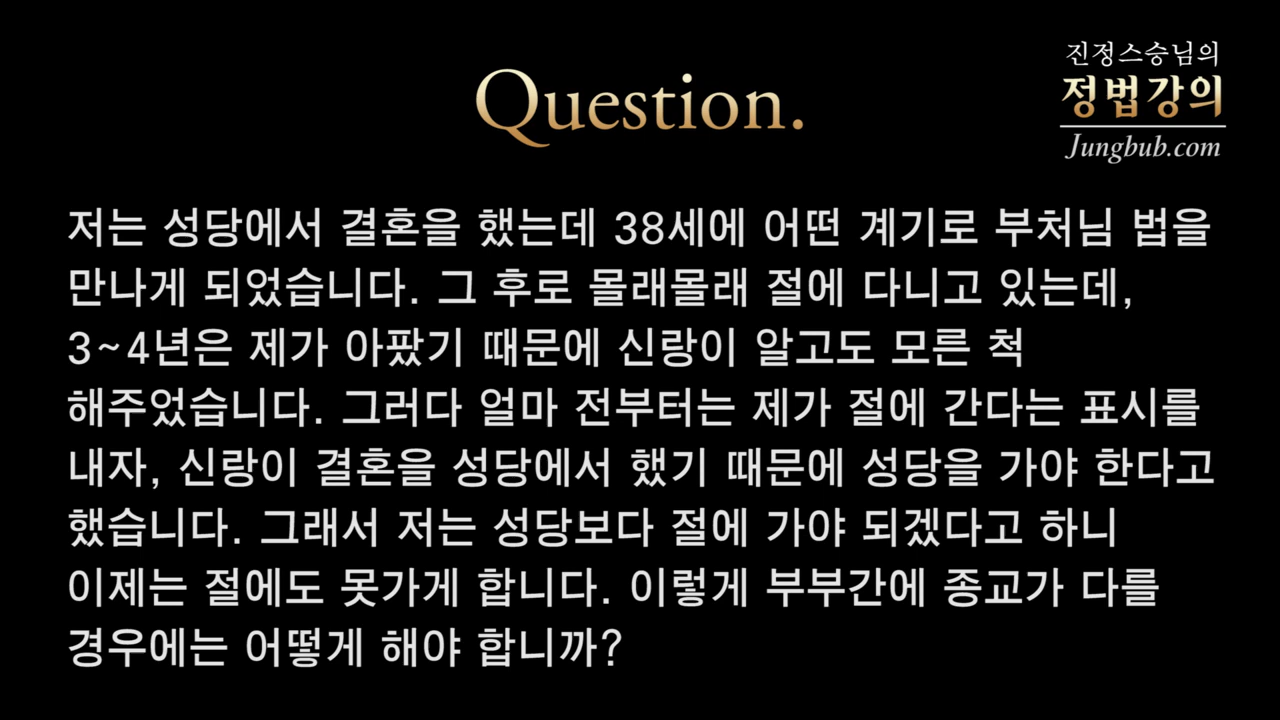 진정스승님의
정법강의
Jungbub.com
Question.
저는 성당에서 결혼을 했는데 38세에 어떤 계기로 부처님 법을
만나게 되었습니다. 그 후로 몰래몰래 절에 다니고 있는데,
3~4년은 제가 아팠기 때문에 신랑이 알고도 모른 척
해주었습니다. 그러다 얼마 전부터는 제가 절에 간다는 표시를
내자, 신랑이 결혼을 성당에서 했기 때문에 성당을 가야 한다고
했습니다. 그래서 저는 성당보다 절에 가야 되겠다고 하니
이제는 절에도 못가게 합니다. 이렇게 부부간에 종교가 다를
경우에는 어떻게 해야 합니까?